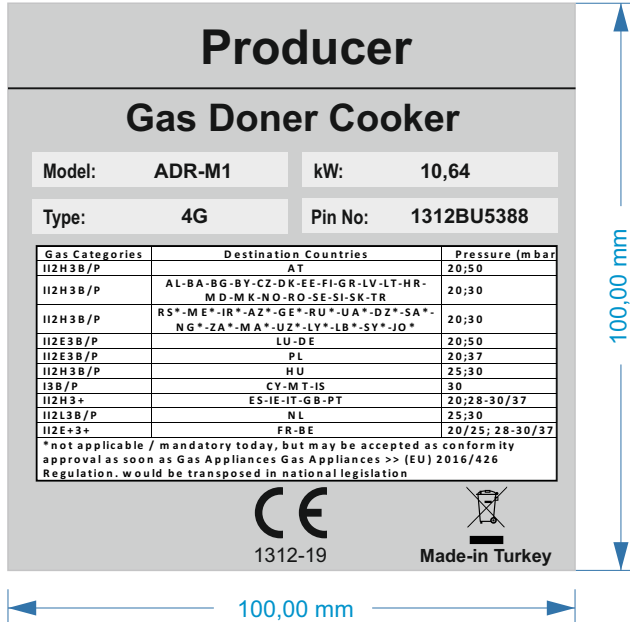 Producer
Gas Doner Cooker
Model: ADR-M1 kW: 10,64
Type: 4G Pin No: 1312BU5388
Gas Categories Destination Countries Pressure (mbar
II2H3B/P AT 20;50
II2H3B/P AL-BA-BG-BY-CZ-DK-EE-FI-GR-LV-LT-HR-
MD-MK-NO-RO-SE-SI-SK-TR 20;30
II2H3B/P RS*-ME*-IR*-AZ*-GE*-RU*-UA*-DZ*-SA*-
NG*-ZA*-MA*-UZ*-LY*-LB*-SY*-JO* 20;30
II2E3B/P LU-DE 20;50
II2E3B/P PL 20;37
II2H3B/P HU 25;30
I3B/P CY-MT-IS 30
II2H3+ ES-IE-IT-GB-PT 20;28-30/37
II2L3B/P NL 25;30
II2E+3+ FR-BE 20/25; 28-30/37
*not applicable / mandatory today, but may be accepted as conformity
approval as soon as Gas Appliances Gas Appliances >> (EU) 2016/426
Regulation. would be transposed in national legislation
CE
1312-19 Made-in Turkey
100,00 mm
100,00 mm